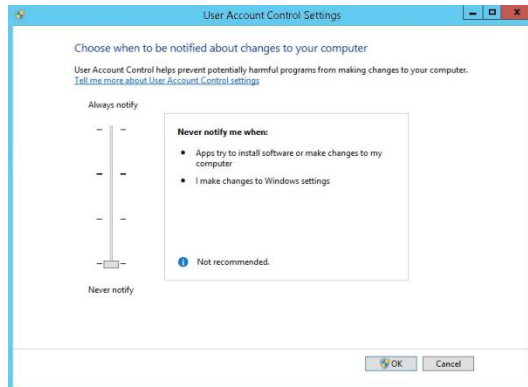 User Account Control Settings
Choose when to be notified about changes to your computer
User Account Control helps prevent potentially harmful programs from making changes to your computer.
Tell me more about User Account Control settings
Always notify
Never notify me when:
• Apps try to install software or make changes to my
computer
• I make changes to Windows settings
Not recommended.
Never notify
OK Cancel